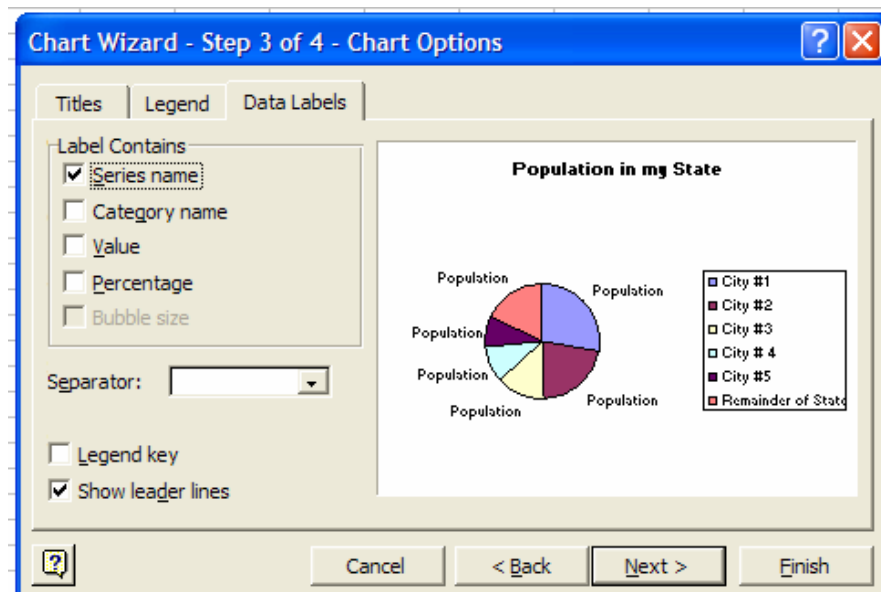 Chart Wizard - Step 3 of 4 - Chart Options
Titles
Legend
Data Labels
Label Contains
Series name
Category name
Value
Percentage
Bubble size
Separator:
Legend key
Show leader lines
Population in my State
Population
Population
Population
Population
Population
Population
City #1
City #2
City #3
City # 4
City #5
Remainder of State
?
Cancel
< Back
Next >
Finish